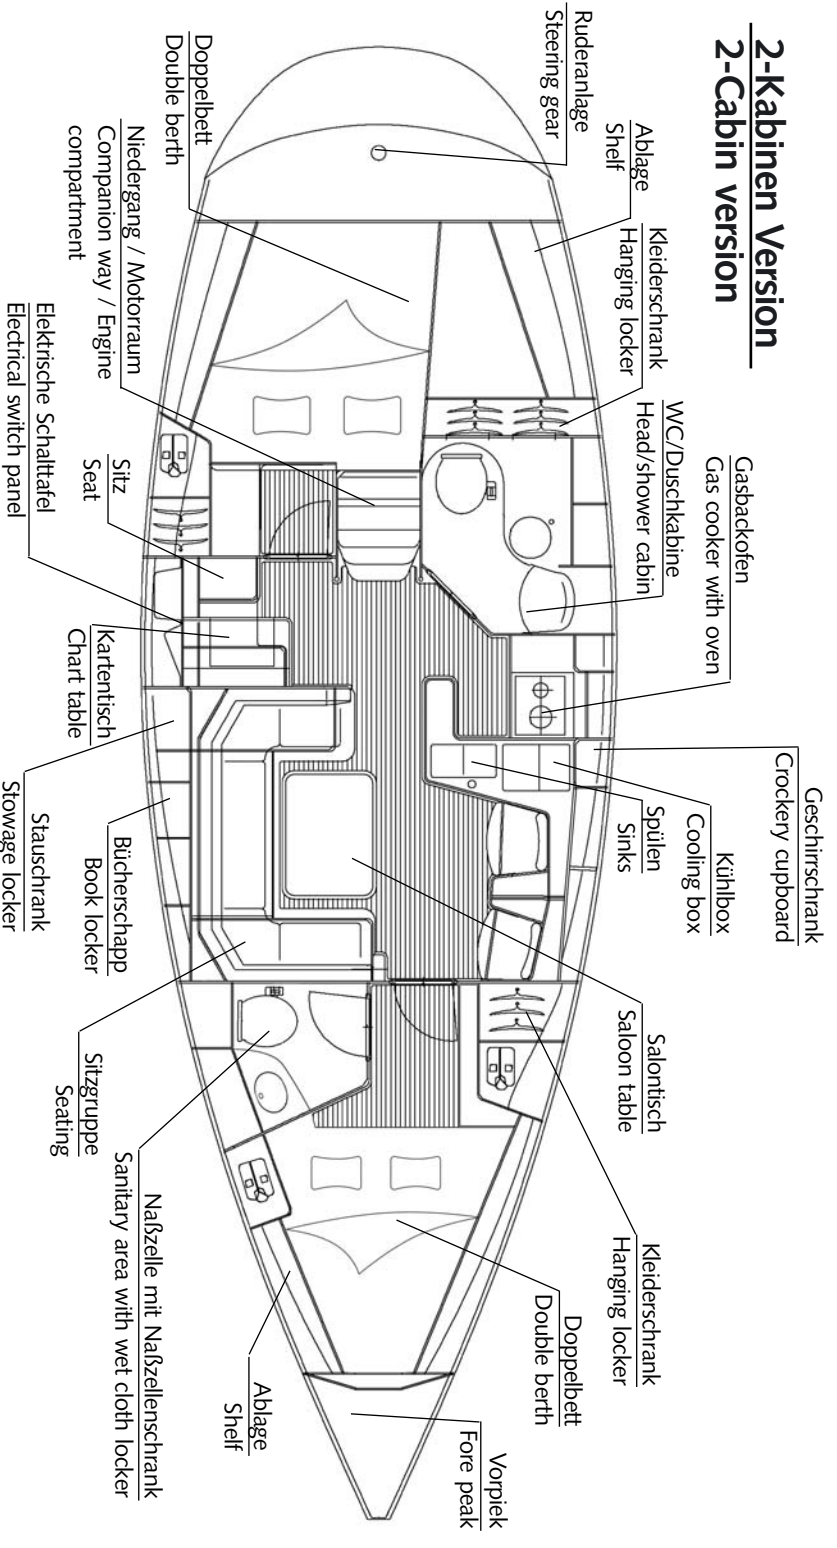 2-Kabinen Version
2-Cabin version
Ruderanlage
Steering gear
Ablage
Shelf
Kleiderschrank
Hanging locker
WC/Duschkabine
Head/shower cabin
Gasbackofen
Gas cooker with oven
Geschirrschrank
Crockery cupboard
Kühlbox
Cooling box
Spülen
Sinks
Salontisch
Saloon table
Kleiderschrank
Hanging locker
Doppelbett
Double berth
Vorpiek
Fore peak
Doppelbett
Double berth
Niedergang / Motorraum
Companion way / Engine
compartment
Elektrische Schalttafel
Electrical switch panel
Sitz
Seat
Kartentisch
Chart table
Stauschrank
Stowage locker
Bücherschapp
Book locker
Sitzgruppe
Seating
Naßzelle mit Naßzellenschrank
Sanitary area with wet cloth locker
Ablage
Shelf